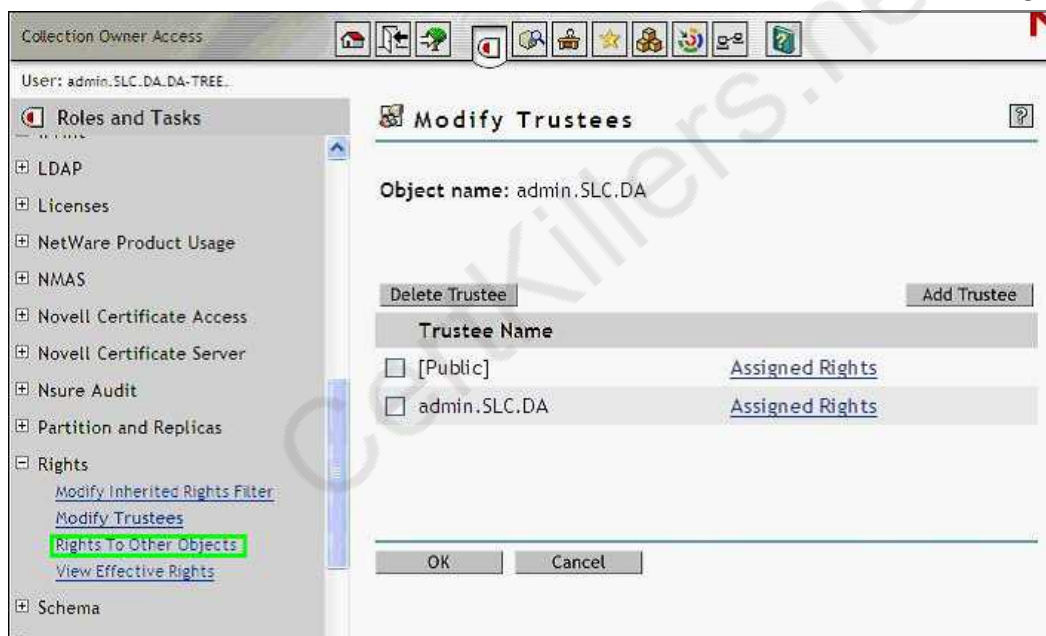 Collection Owner Access
N
User: admin.SLC.DA.DA-TREE.
Roles and Tasks
LDAP
Licenses
NetWare Product Usage
NMAS
Novell Certificate Access
Novell Certificate Server
Nsure Audit
Partition and Replicas
Rights
Modify Inherited Rights Filter
Modify Trustees
Rights To Other Objects
View Effective Rights
Schema
Modify Trustees
?
Object name: admin.SLC.DA
Delete Trustee Add Trustee
Trustee Name
[Public] Assigned Rights
admin.SLC.DA Assigned Rights
OK Cancel
CertKillers.ne